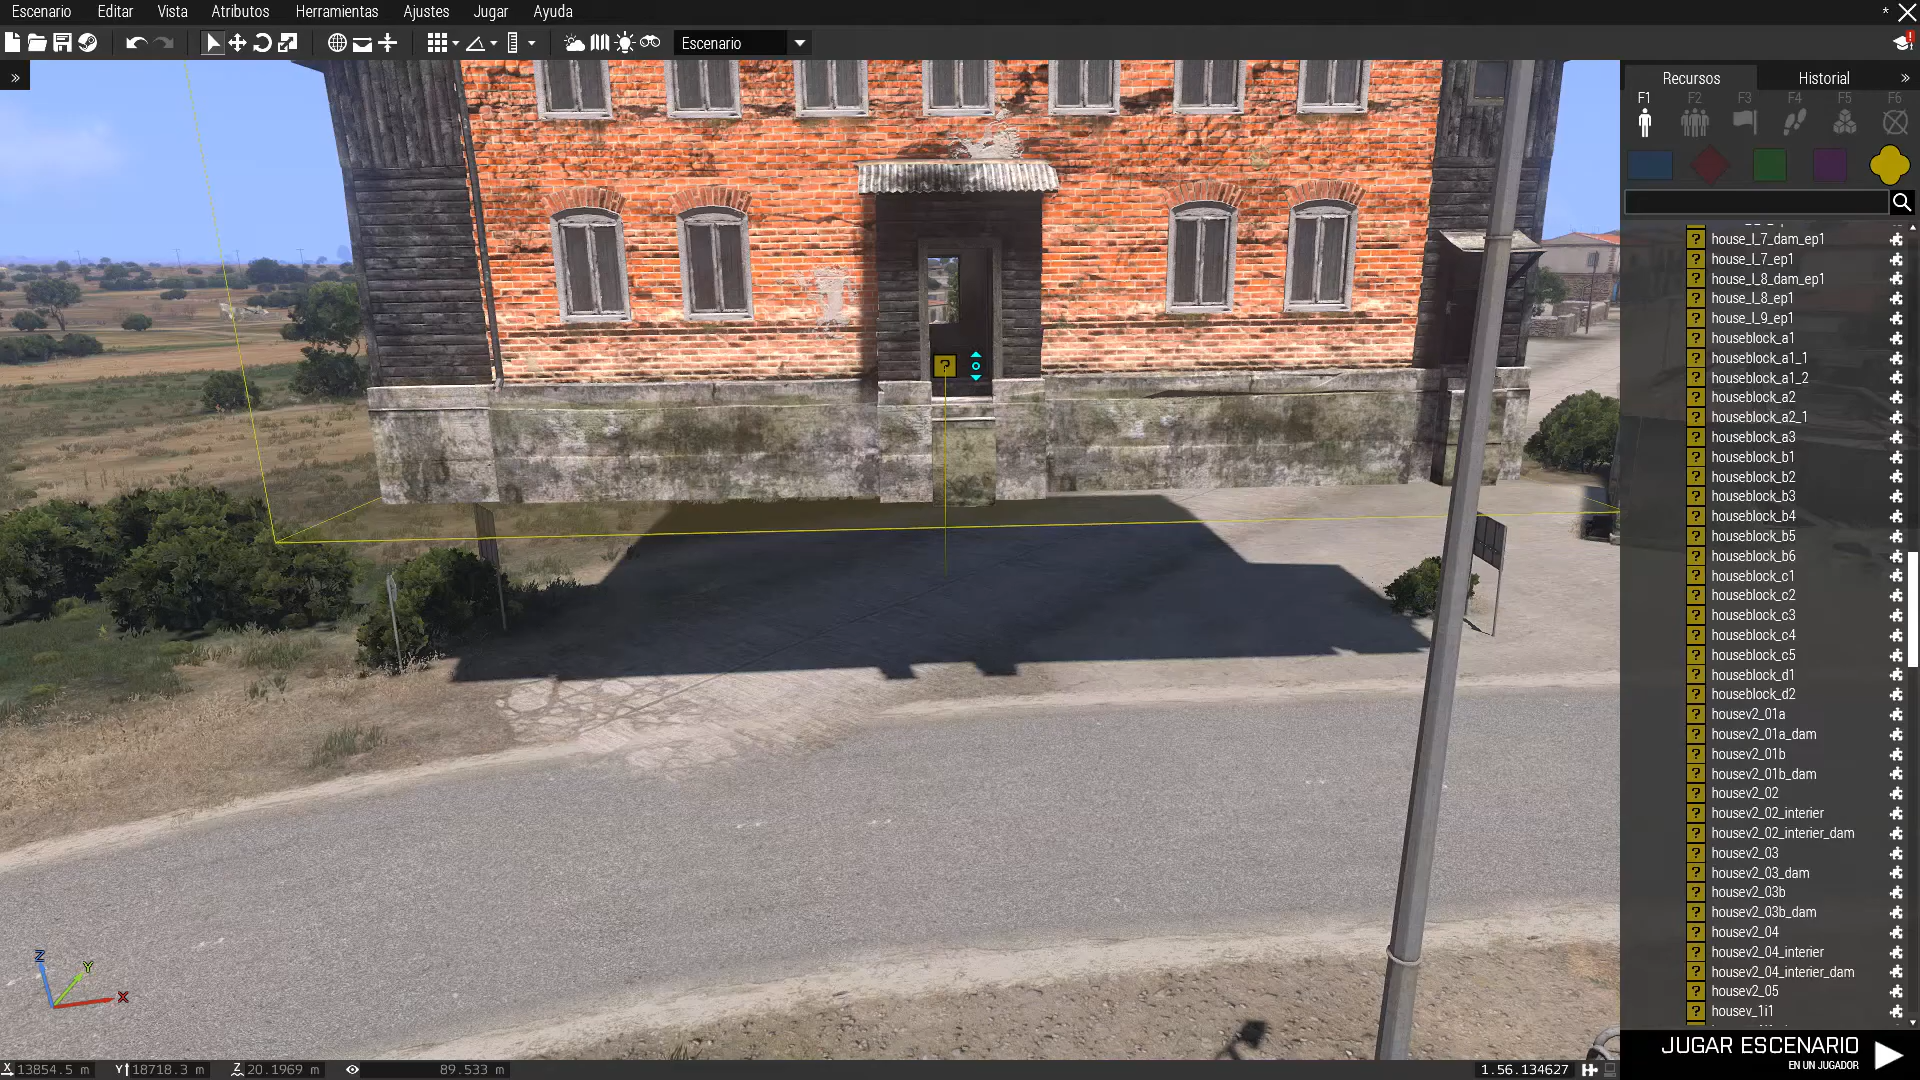 Escenario Editar Vista Atributos Herramientas Ajustes Jugar Ayuda
*
Escenario
Recursos Historial
F1 F2 F3 F4 F5 F6
house_l_7_dam_ep1
house_l_7_ep1
house_l_8_dam_ep1
house_l_8_ep1
house_l_9_ep1
houseblock_a1
houseblock_a1_1
houseblock_a1_2
houseblock_a2
houseblock_a2_1
houseblock_a3
houseblock_b1
houseblock_b2
houseblock_b3
houseblock_b4
houseblock_b5
houseblock_b6
houseblock_c1
houseblock_c2
houseblock_c3
houseblock_c4
houseblock_c5
houseblock_d1
houseblock_d2
housev2_01a
housev2_01a_dam
housev2_01b
housev2_01b_dam
housev2_02
housev2_02_interier
housev2_02_interier_dam
housev2_03
housev2_03_dam
housev2_03b
housev2_03b_dam
housev2_04
housev2_04_interier
housev2_04_interier_dam
housev2_05
housev_1i1
Z Y X
JUGAR ESCENARIO
EN UN JUGADOR
X 13854.5 m Y 18718.3 m Z 20.1969 m 89.533 m 1.56.134627